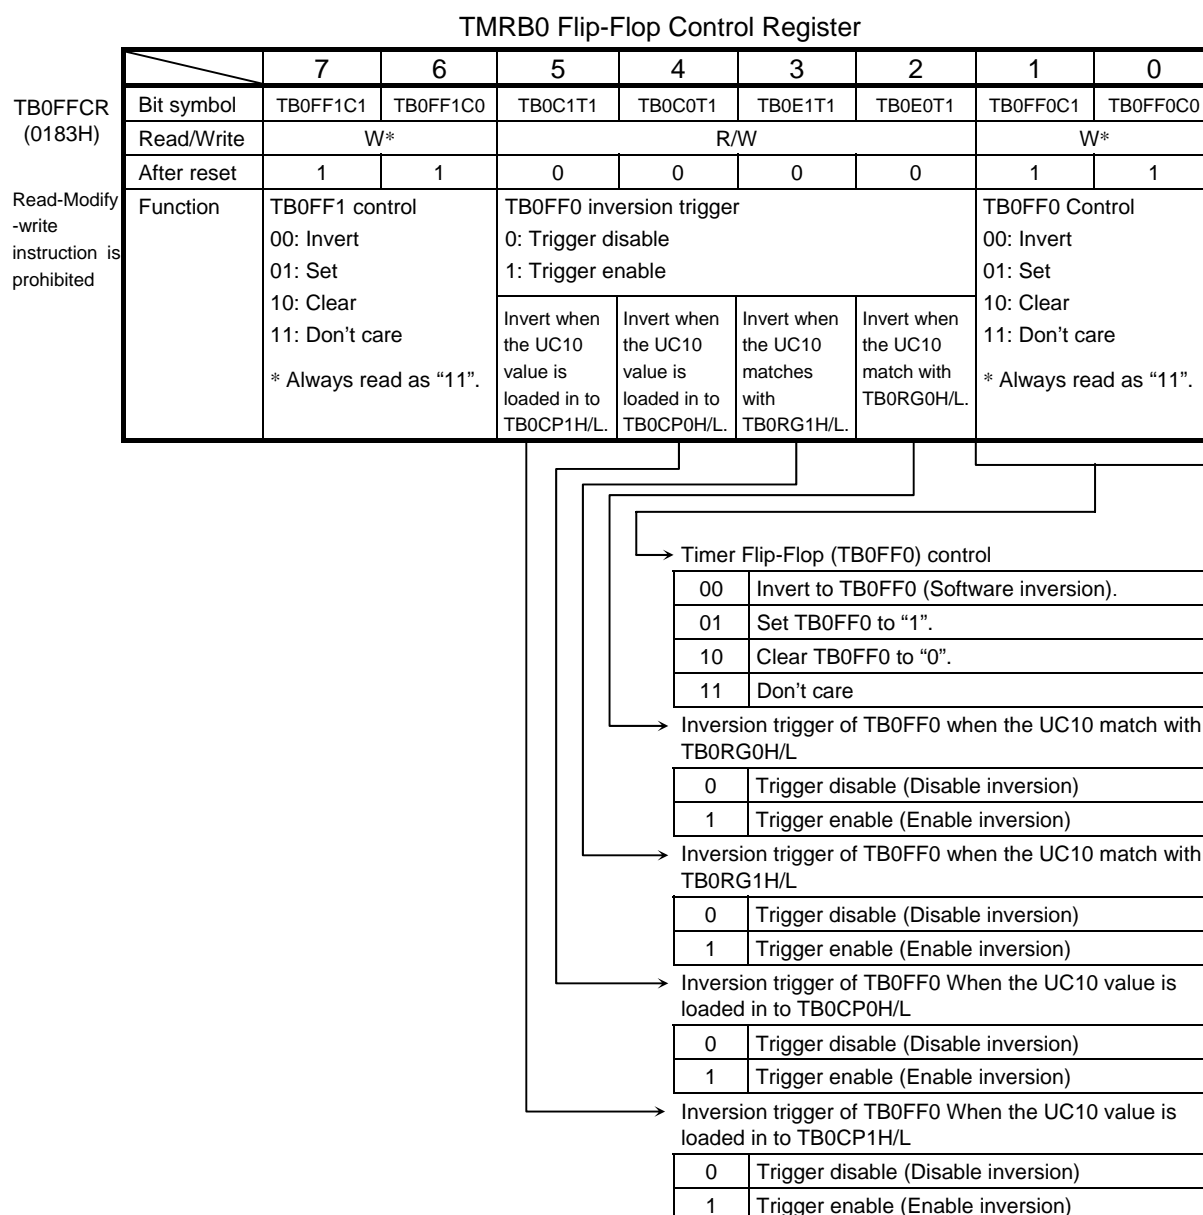 TMRB0 Flip-Flop Control Register
7 6 5 4 3 2 1 0
TB0FFCR
(0183H)
Bit symbol TB0FF1C1 TB0FF1C0 TB0C1T1 TB0C0T1 TB0E1T1 TB0E0T1 TB0FF0C1 TB0FF0C0
Read/Write W* R/W W*
After reset 1 1 0 0 0 0 1 1
Read-Modify
-write
instruction is
prohibited
Function
TB0FF1 control
00: Invert
01: Set
10: Clear
11: Don't care
* Always read as “11”.
TB0FF0 inversion trigger
0: Trigger disable
1: Trigger enable
Invert when
the UC10
value is
loaded in to
TB0CP1H/L.
Invert when
the UC10
value is
loaded in to
TB0CP0H/L.
Invert when
the UC10
matches
with
TB0RG1H/L.
Invert when
the UC10
match with
TB0RG0H/L.
TB0FF0 Control
00: Invert
01: Set
10: Clear
11: Don't care
* Always read as “11”.
Timer Flip-Flop (TB0FF0) control
00 Invert to TB0FF0 (Software inversion).
01 Set TB0FF0 to “1”.
10 Clear TB0FF0 to “0”.
11 Don't care
Inversion trigger of TB0FF0 when the UC10 match with
TB0RG0H/L
0 Trigger disable (Disable inversion)
1 Trigger enable (Enable inversion)
Inversion trigger of TB0FF0 when the UC10 match with
TB0RG1H/L
0 Trigger disable (Disable inversion)
1 Trigger enable (Enable inversion)
Inversion trigger of TB0FF0 When the UC10 value is
loaded in to TB0CP0H/L
0 Trigger disable (Disable inversion)
1 Trigger enable (Enable inversion)
Inversion trigger of TB0FF0 When the UC10 value is
loaded in to TB0CP1H/L
0 Trigger disable (Disable inversion)
1 Trigger enable (Enable inversion)